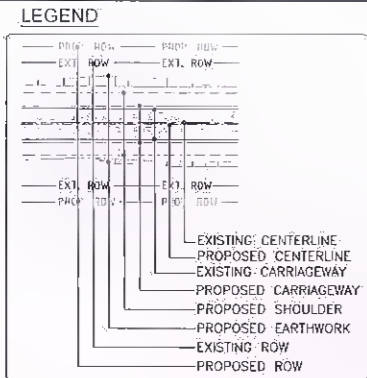 LEGEND
PROP ROW PROP ROW
EXT. ROW EXT. ROW
EXT. ROW EXT. ROW
PROP ROW PROP ROW
EXISTING CENTERLINE
PROPOSED CENTERLINE
EXISTING CARRIAGEWAY
PROPOSED CARRIAGEWAY
PROPOSED SHOULDER
PROPOSED EARTHWORK
EXISTING ROW
PROPOSED ROW